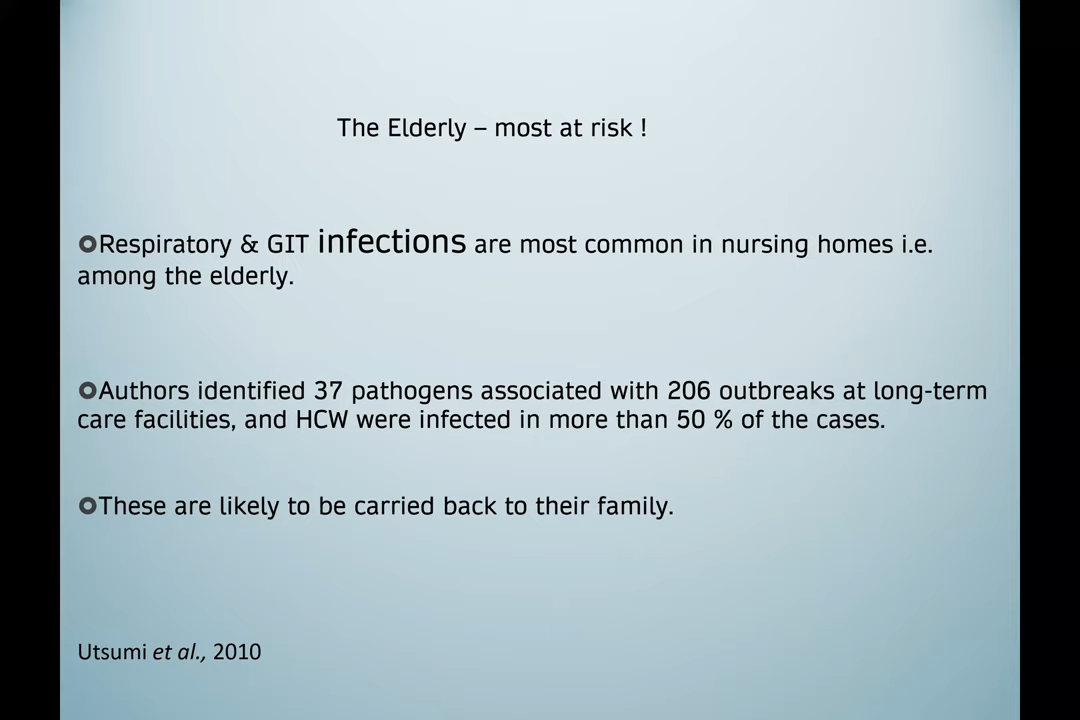 The Elderly – most at risk !
Respiratory & GIT infections are most common in nursing homes i.e.
among the elderly.
Authors identified 37 pathogens associated with 206 outbreaks at long-term
care facilities, and HCW were infected in more than 50 % of the cases.
These are likely to be carried back to their family.
Utsumi et al., 2010